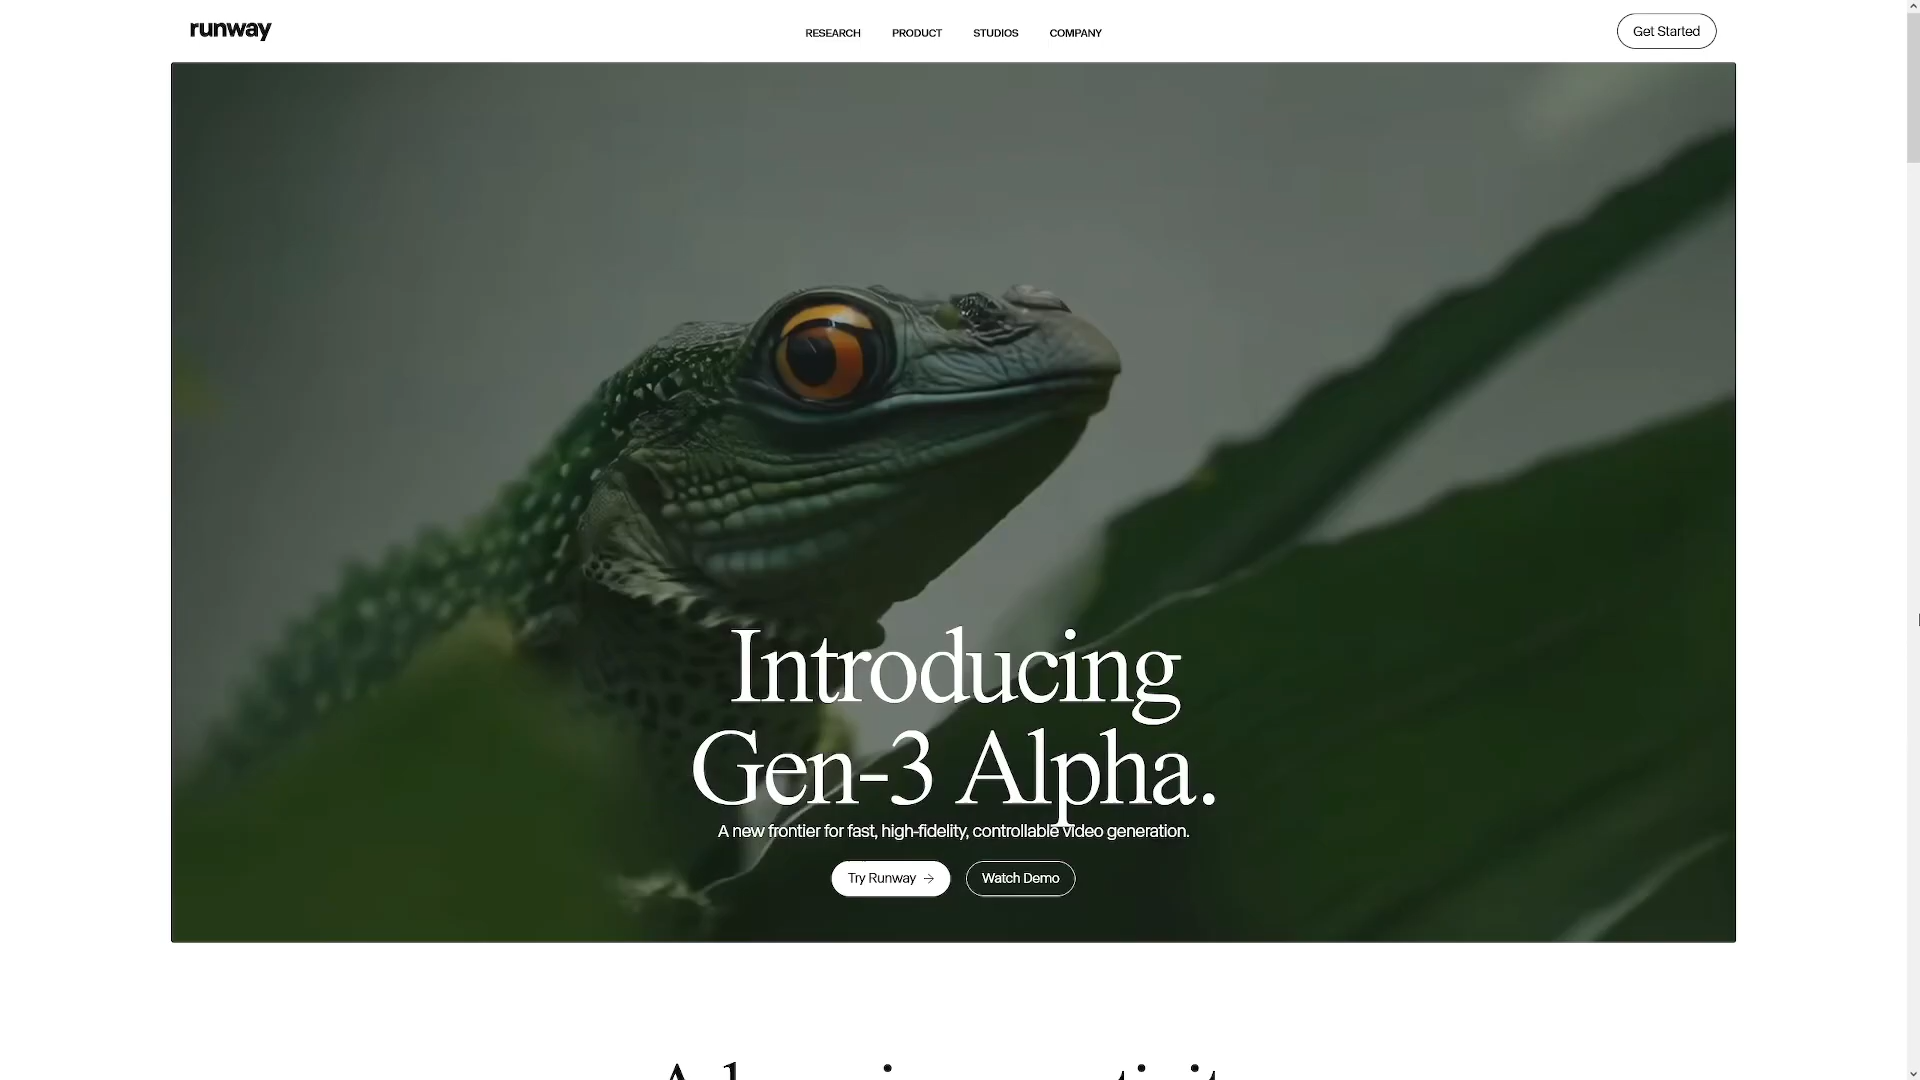 runway
RESEARCH PRODUCT STUDIOS COMPANY
Get Started
Introducing
Gen-3 Alpha.
A new frontier for fast, high-fidelity, controllable video generation.
Try Runway →
Watch Demo